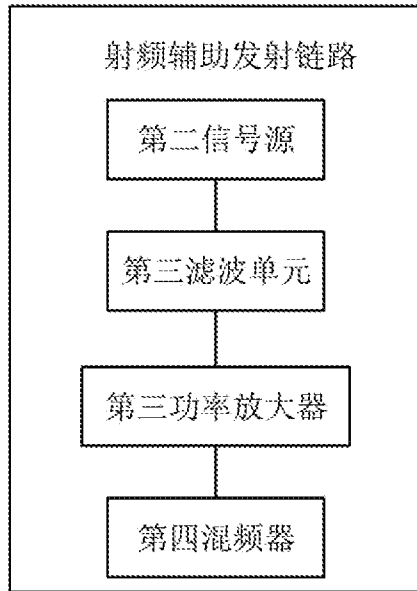 射频辅助发射链路
第二信号源
第三滤波单元
第三功率放大器
第四混频器